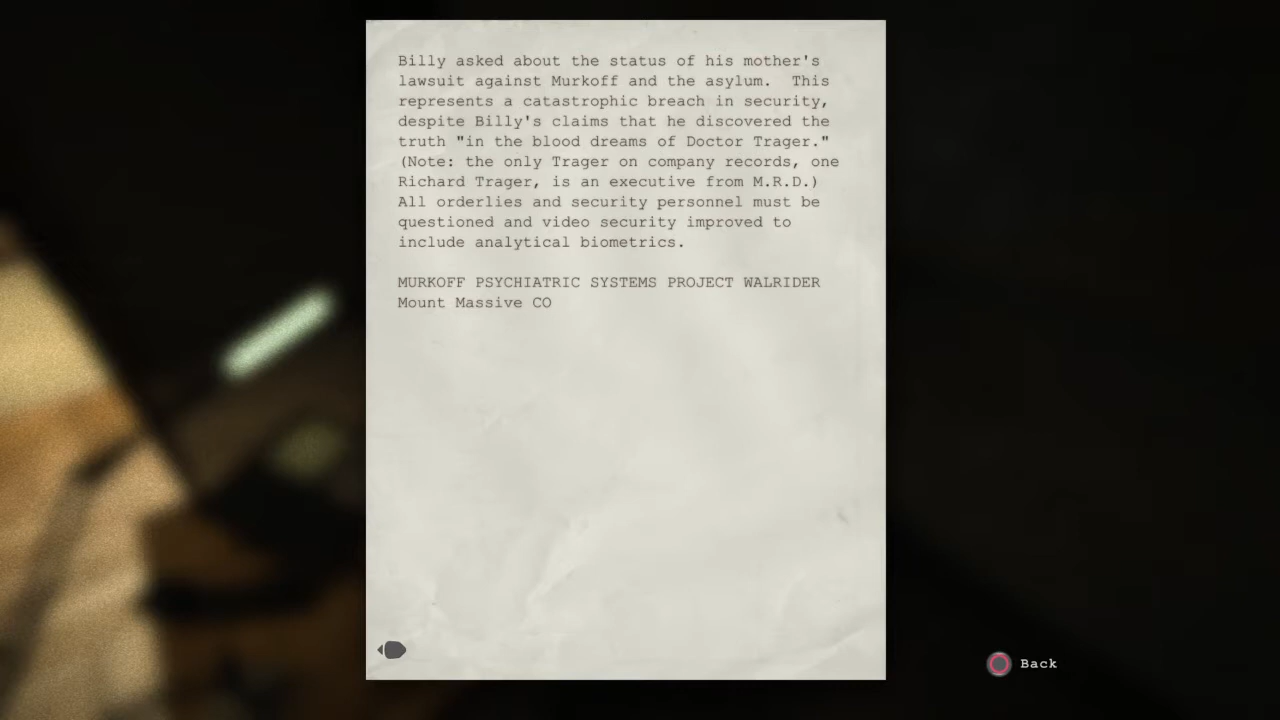 Billy asked about the status of his mother's
lawsuit against Murkoff and the asylum.  This
represents a catastrophic breach in security,
despite Billy's claims that he discovered the
truth "in the blood dreams of Doctor Trager."
(Note: the only Trager on company records, one
Richard Trager, is an executive from M.R.D.)
All orderlies and security personnel must be
questioned and video security improved to
include analytical biometrics.

MURKOFF PSYCHIATRIC SYSTEMS PROJECT WALRIDER
Mount Massive CO
Back